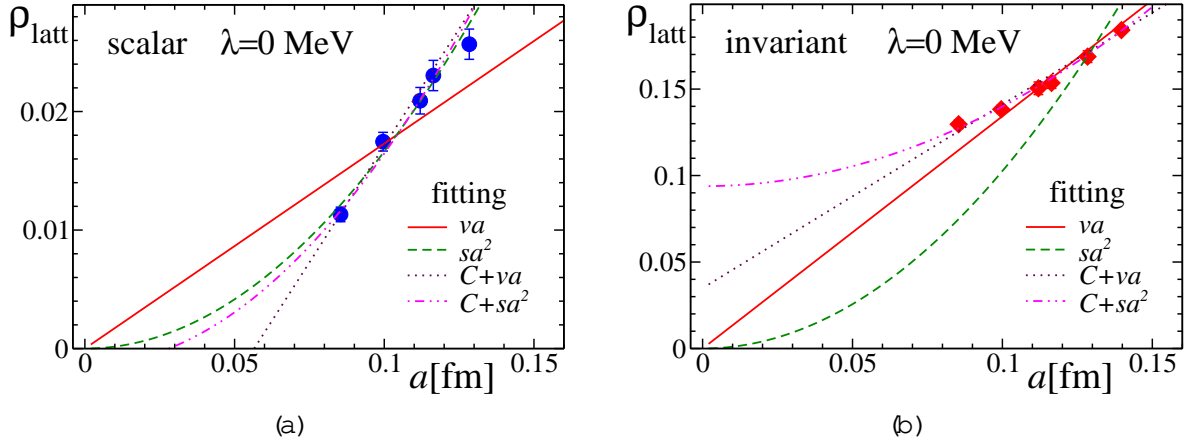 ρlatt
scalar λ=0 MeV
0.02
0.01
0
fitting
va
sa²
C+va
C+sa²
0 0.05 0.1 0.15
a[fm]
(a)
ρlatt
invariant λ=0 MeV
0.15
0.1
0.05
0
fitting
va
sa²
C+va
C+sa²
0 0.05 0.1 0.15
a[fm]
(b)